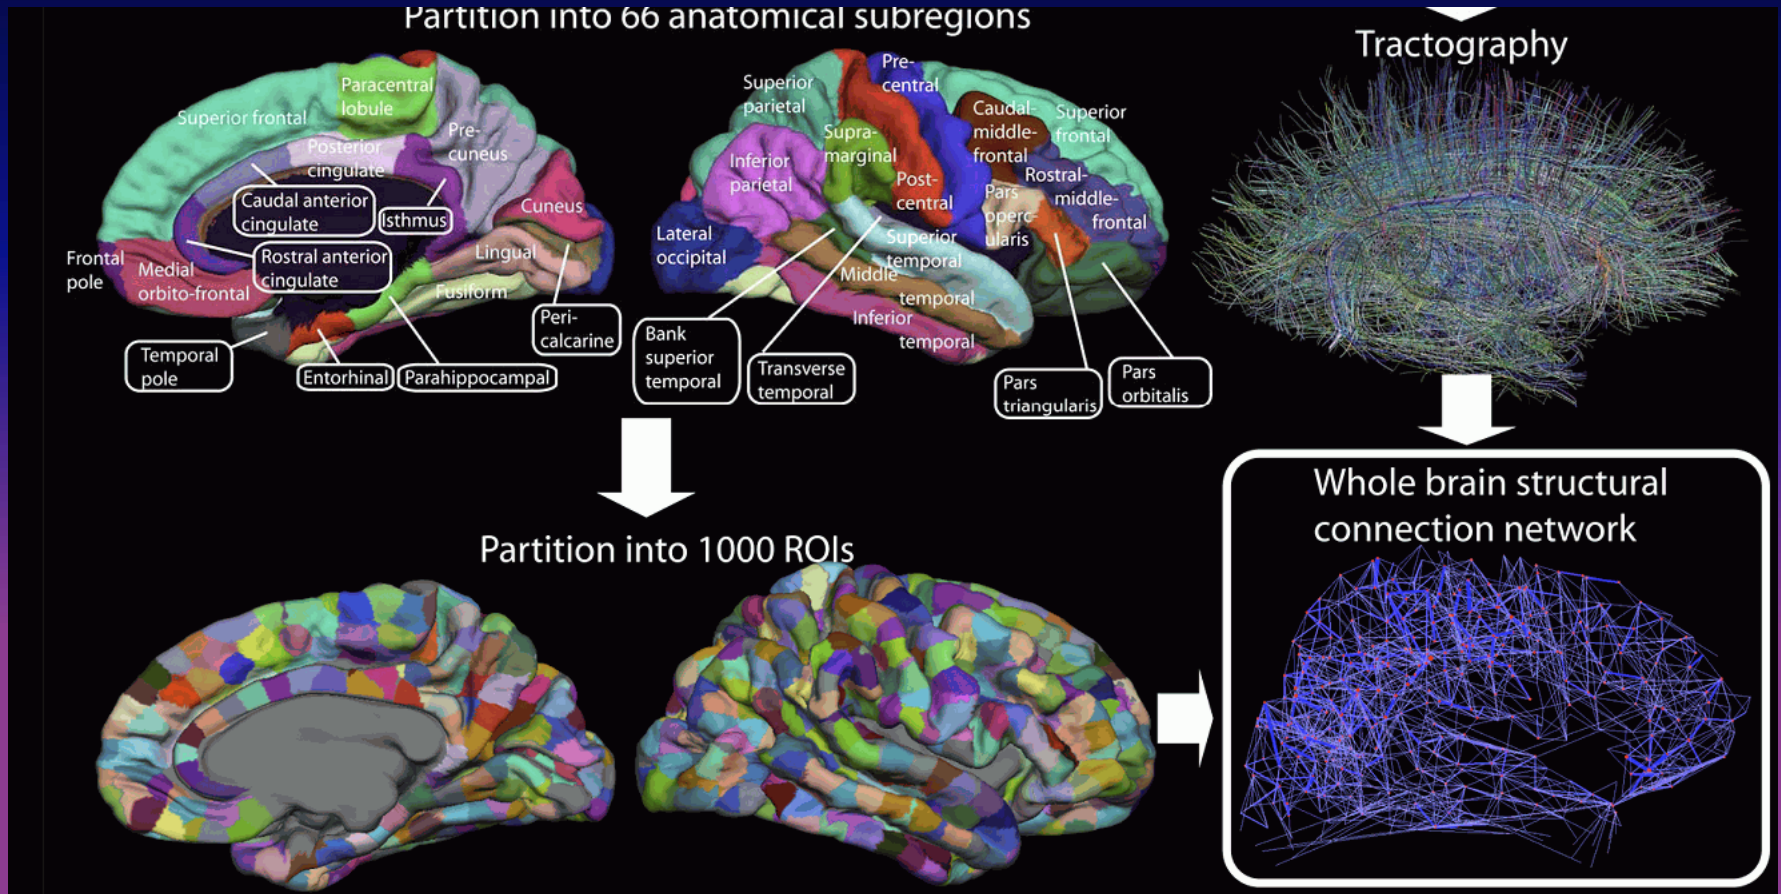 Partition into 66 anatomical subregions
Tractography
Paracentral
lobule
Superior frontal
Pre-
cuneus
Posterior
cingulate
Caudal anterior
cingulate
Isthmus
Cuneus
Rostral anterior
cingulate
Lingual
Frontal
pole
Medial
orbito-frontal
Fusiform
Peri-
calcarine
Temporal
pole
Entorhinal
Parahippocampal
Superior
parietal
Pre-
central
Caudal-
middle-
frontal
Superior
frontal
Supra-
marginal
Inferior
parietal
Post-
central
Rostral-
middle-
frontal
Pars
operc-
ularis
Lateral
occipital
Superior
temporal
Middle
temporal
Inferior
temporal
Bank
superior
temporal
Transverse
temporal
Pars
triangularis
Pars
orbitalis
Partition into 1000 ROIs
Whole brain structural
connection network